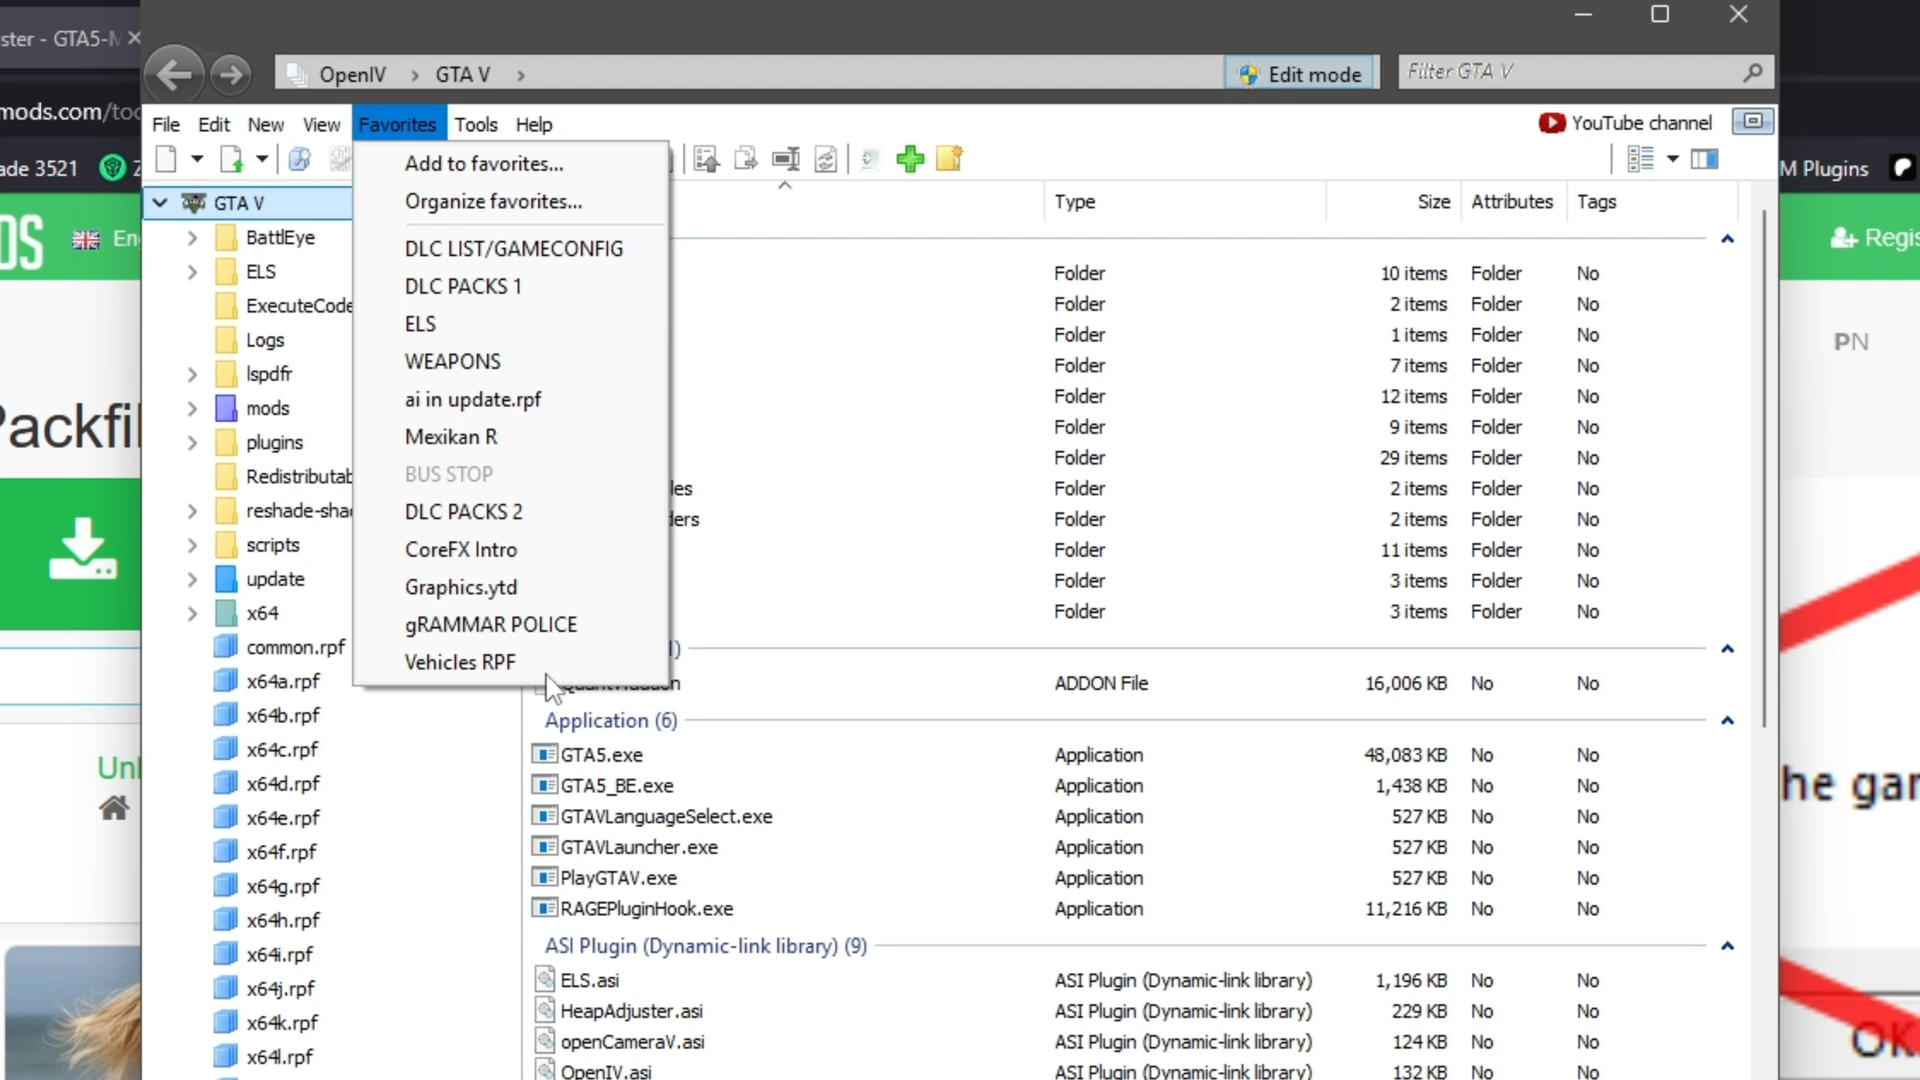 ster - GTA5-M
OpenIV > GTA V >
Edit mode
Filter GTA V
mods.com/too
File Edit New View Favorites Tools Help
YouTube channel
ade 3521
M Plugins
Add to favorites...
Organize favorites...
DLC LIST/GAMECONFIG
DLC PACKS 1
ELS
WEAPONS
ai in update.rpf
Mexikan R
BUS STOP
DLC PACKS 2
CoreFX Intro
Graphics.ytd
gRAMMAR POLICE
Vehicles RPF
GTA V
BattlEye
ELS
ExecuteCode
Logs
lspdfr
mods
plugins
Redistributab
reshade-shad
scripts
update
x64
common.rpf
x64a.rpf
x64b.rpf
x64c.rpf
x64d.rpf
x64e.rpf
x64f.rpf
x64g.rpf
x64h.rpf
x64i.rpf
x64j.rpf
x64k.rpf
x64l.rpf
Type Size Attributes Tags
Folder 10 items Folder No
Folder 2 items Folder No
Folder 1 items Folder No
Folder 7 items Folder No
Folder 12 items Folder No
Folder 9 items Folder No
Folder 29 items Folder No
les Folder 2 items Folder No
ders Folder 2 items Folder No
Folder 11 items Folder No
Folder 3 items Folder No
Folder 3 items Folder No
ADDON File 16,006 KB No No
Application (6)
GTA5.exe Application 48,083 KB No No
GTA5_BE.exe Application 1,438 KB No No
GTAVLanguageSelect.exe Application 527 KB No No
GTAVLauncher.exe Application 527 KB No No
PlayGTAV.exe Application 527 KB No No
RAGEPluginHook.exe Application 11,216 KB No No
ASI Plugin (Dynamic-link library) (9)
ELS.asi ASI Plugin (Dynamic-link library) 1,196 KB No No
HeapAdjuster.asi ASI Plugin (Dynamic-link library) 229 KB No No
openCameraV.asi ASI Plugin (Dynamic-link library) 124 KB No No
OpenIV.asi ASI Plugin (Dynamic-link library) 132 KB No No
DS
En
Regis
PN
Packfil
Unl
he gam
OK